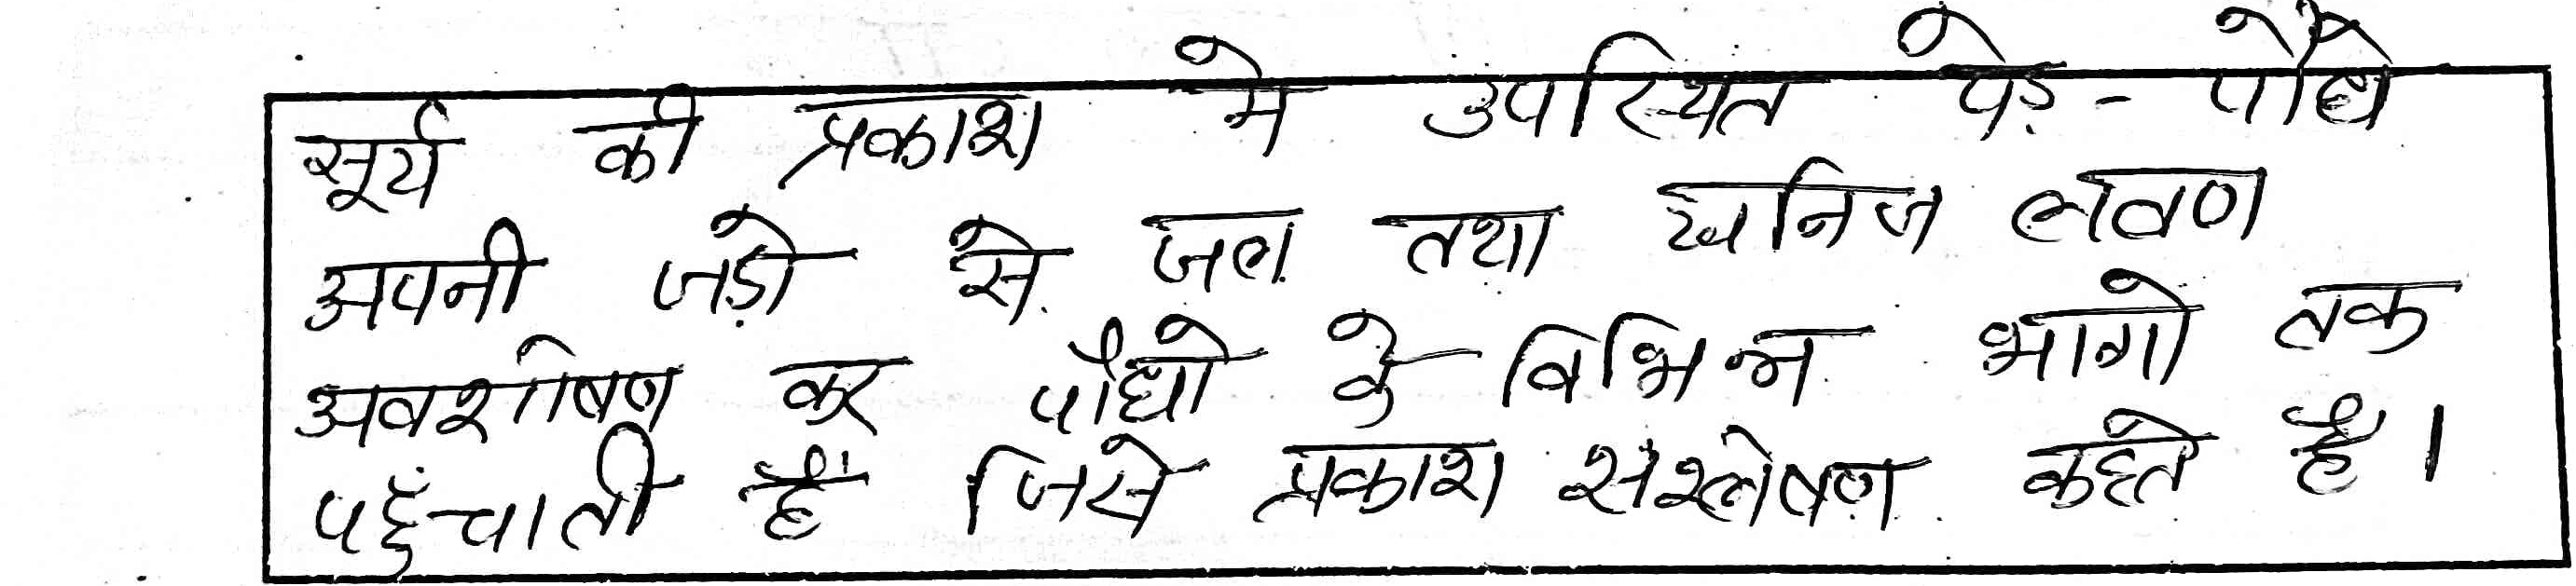 सूर्य की प्रकाश मे उपस्थित पेड़ - पौधे
अपनी जड़ो से जल तथा खनिज लवण
अवशोषण कर पौधो के विभिन्न भागो तक
पहुँचाती हैं जिसे प्रकाश संश्लेषण कहते है।